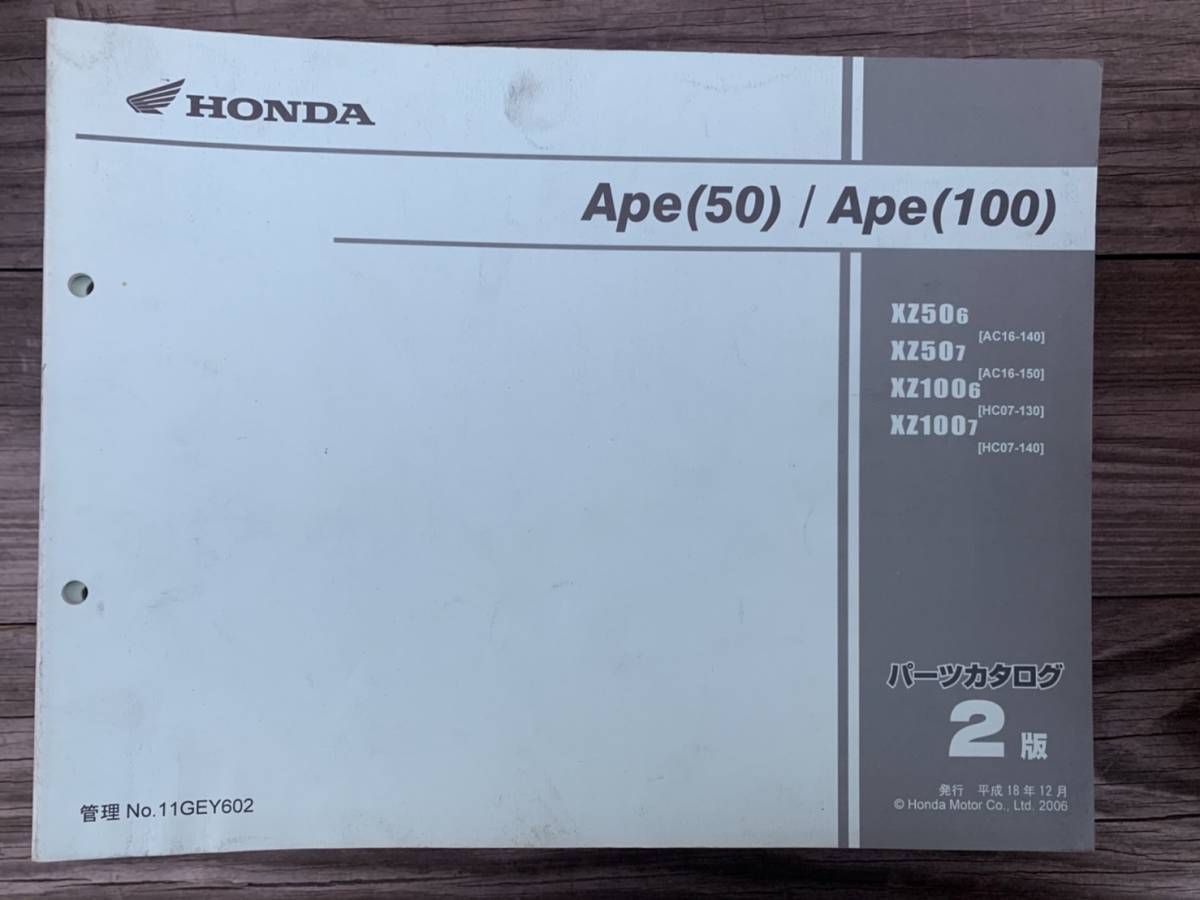 HONDA
Ape(50) / Ape(100)
XZ506
[AC16-140]
XZ507
[AC16-150]
XZ1006
[HC07-130]
XZ1007
[HC07-140]
パーツカタログ
2版
発行 平成18年12月
© Honda Motor Co., Ltd. 2006
管理 No.11GEY602